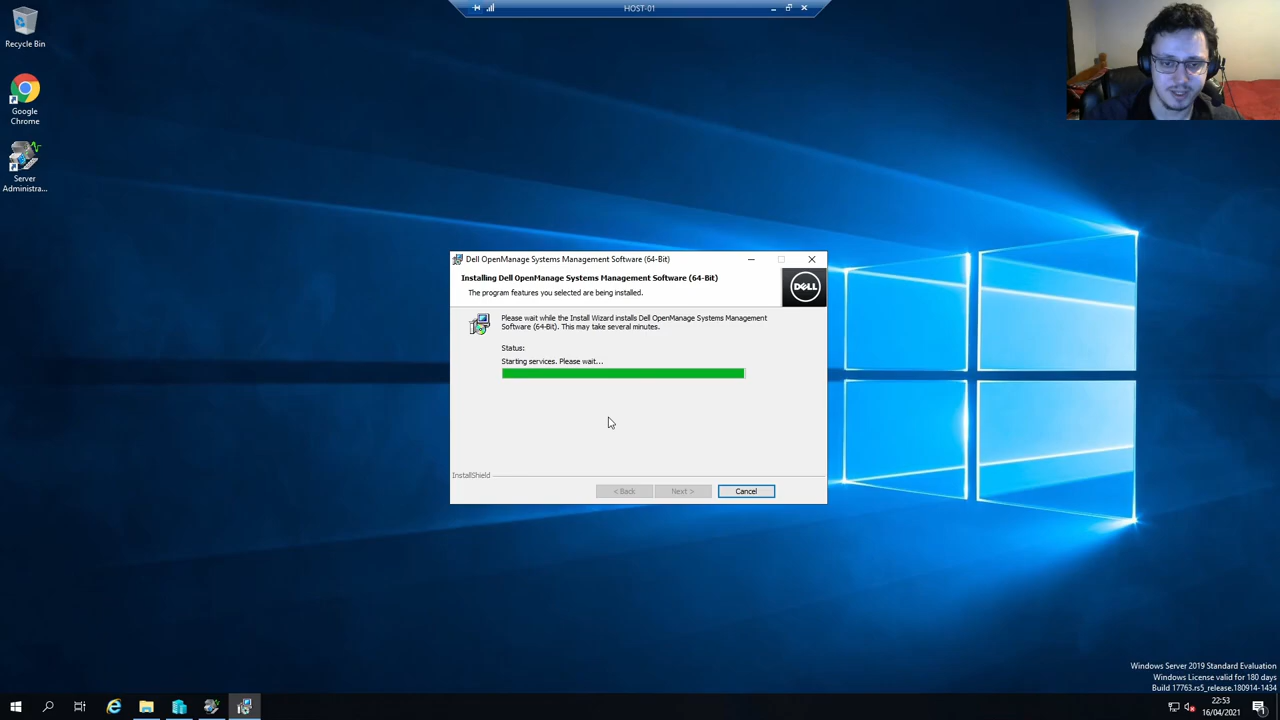 HOST-01
Recycle Bin
Google
Chrome
Server
Administra...
Dell OpenManage Systems Management Software (64-Bit)
Installing Dell OpenManage Systems Management Software (64-Bit)
The program features you selected are being installed.
DELL
Please wait while the Install Wizard installs Dell OpenManage Systems Management
Software (64-Bit). This may take several minutes.
Status:
Starting services. Please wait...
InstallShield
< Back
Next >
Cancel
Windows Server 2019 Standard Evaluation
Windows License valid for 180 days
Build 17763.rs5_release.180914-1434
22:53
16/04/2021
1